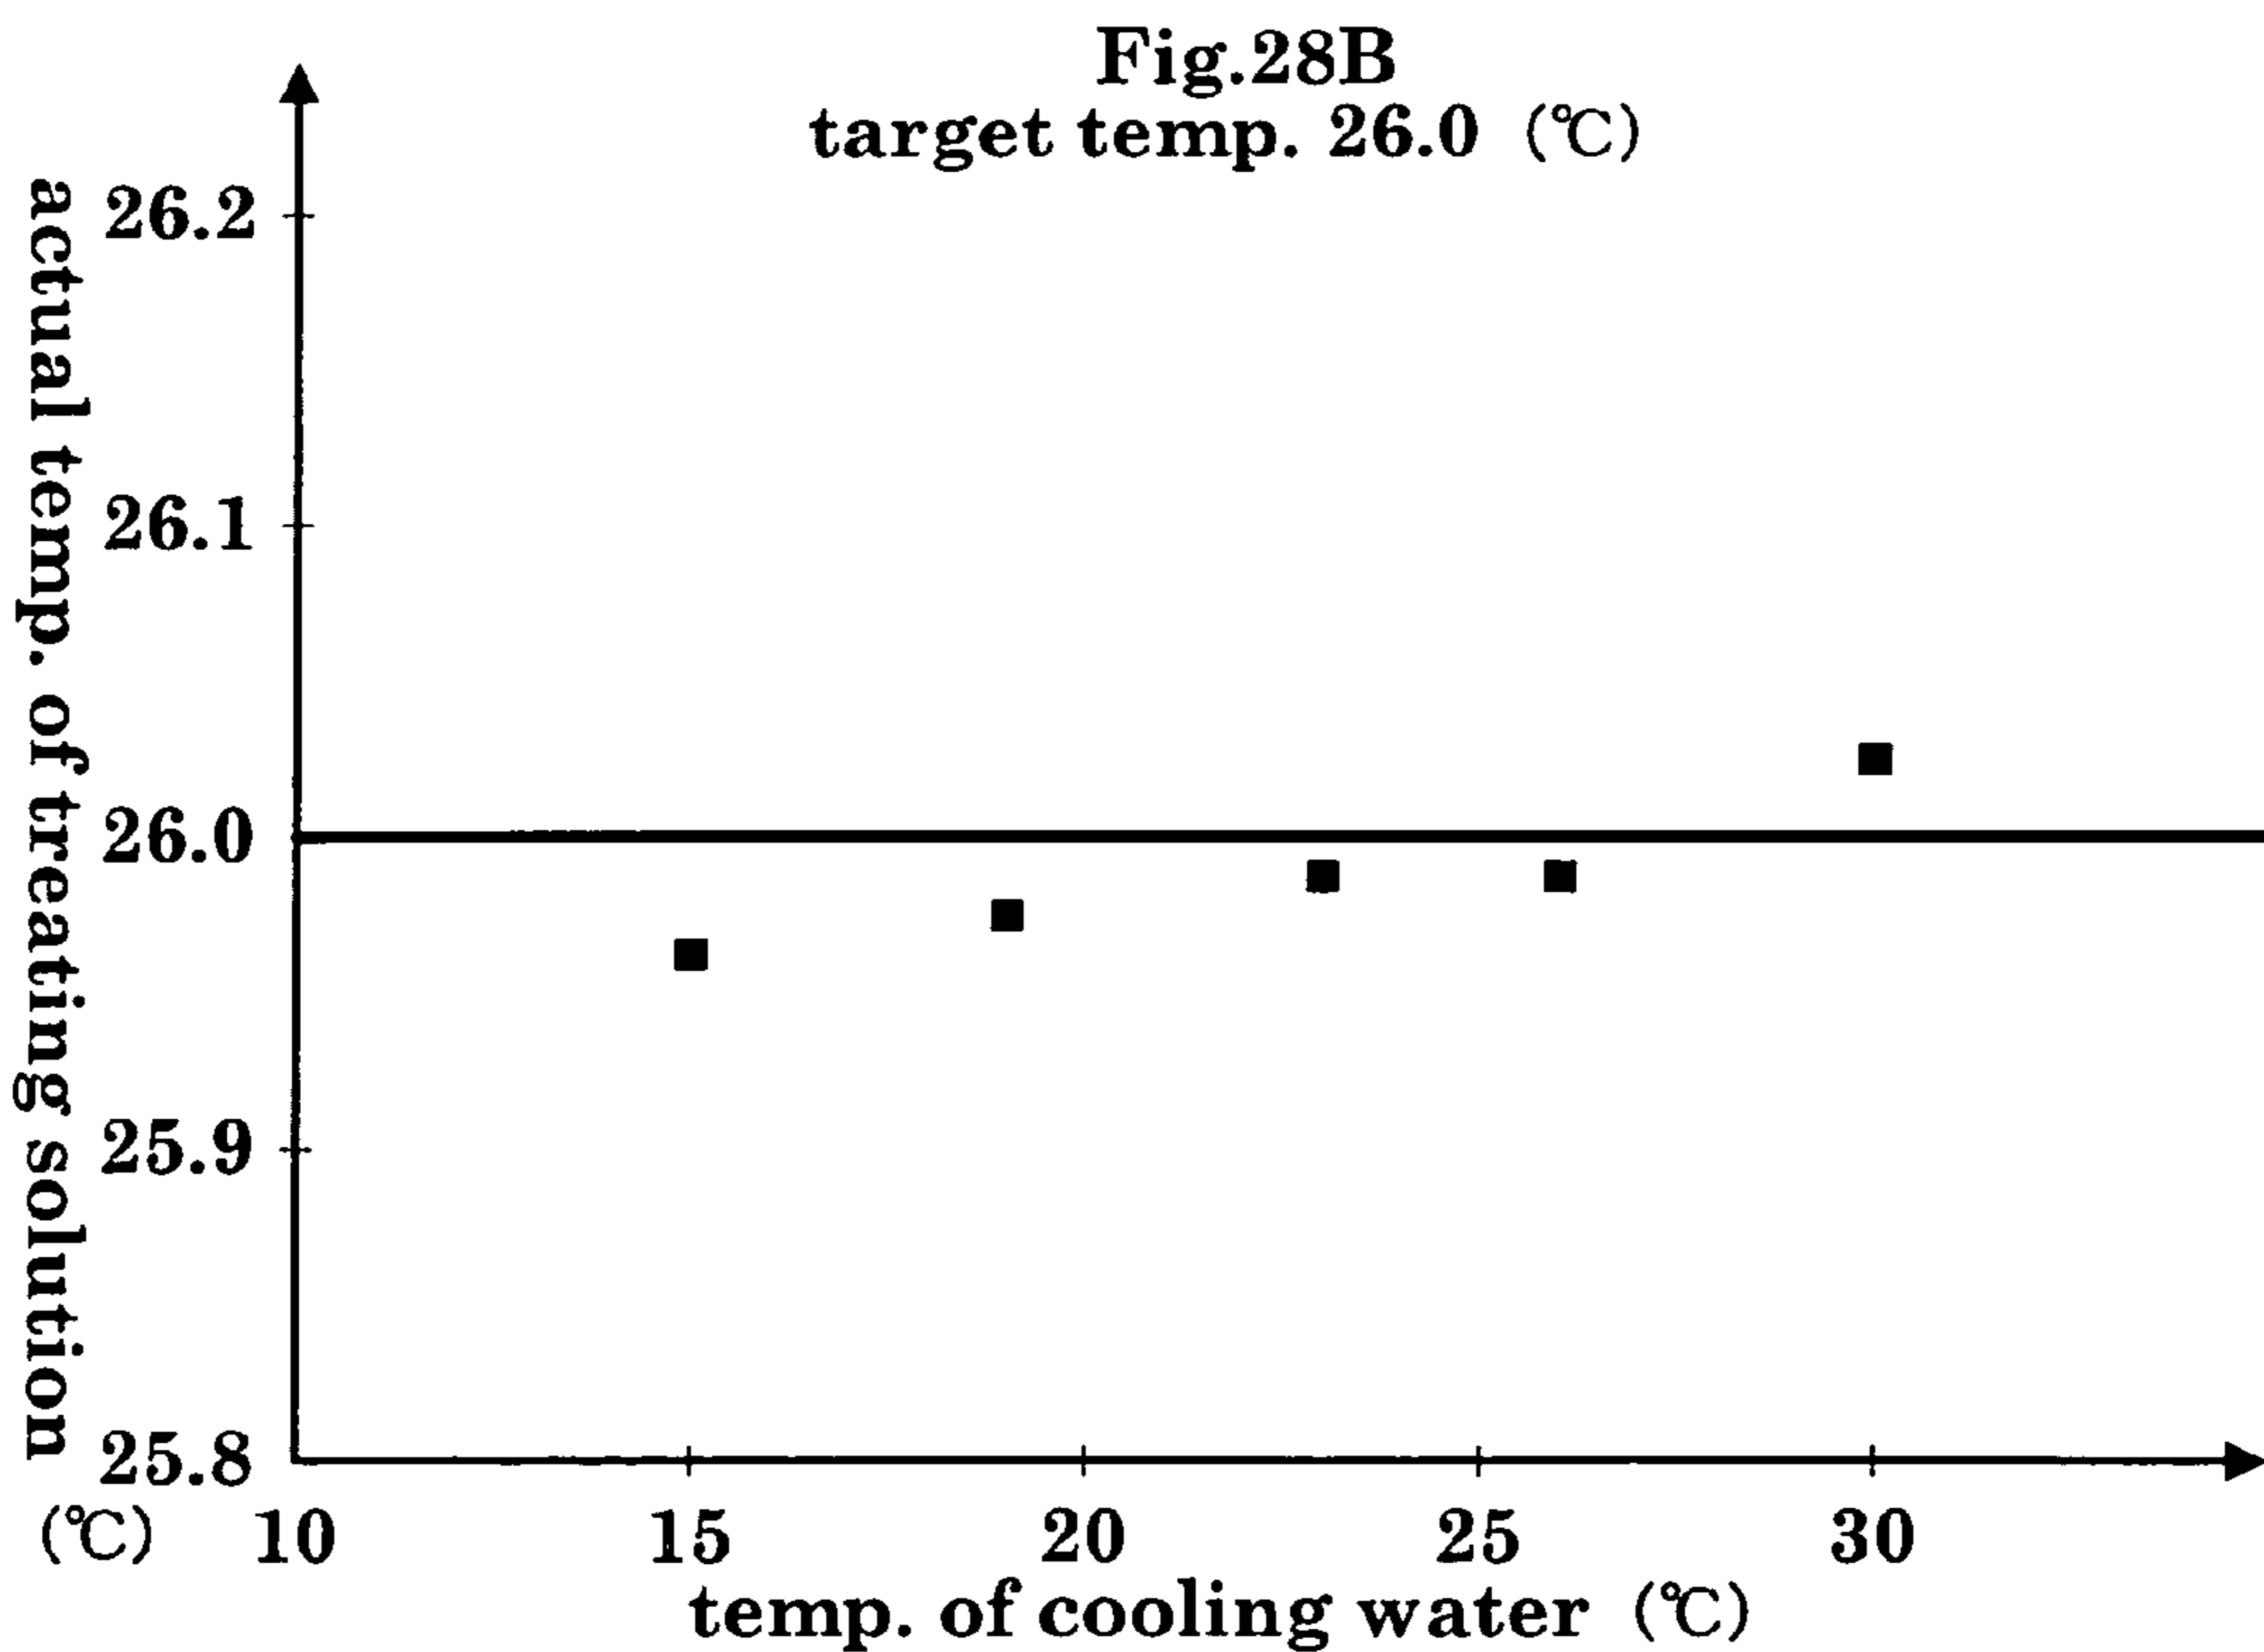 Fig.28B
target temp. 26.0 (℃)
actual temp. of treating solution
26.2
26.1
26.0
25.9
25.8
(℃) 10 15 20 25 30
temp. of cooling water (℃)